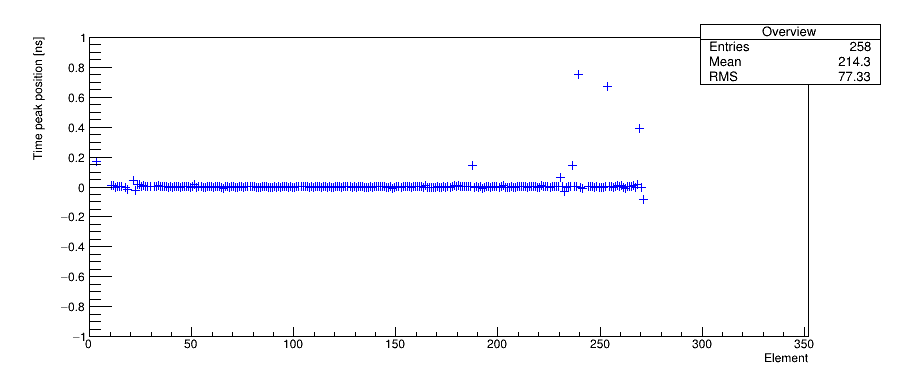 Overview
Entries 258
Mean 214.3
RMS 77.33
Time peak position [ns]
1
0.8
0.6
0.4
0.2
0
−0.2
−0.4
−0.6
−0.8
−1
0 50 100 150 200 250 300 350
Element